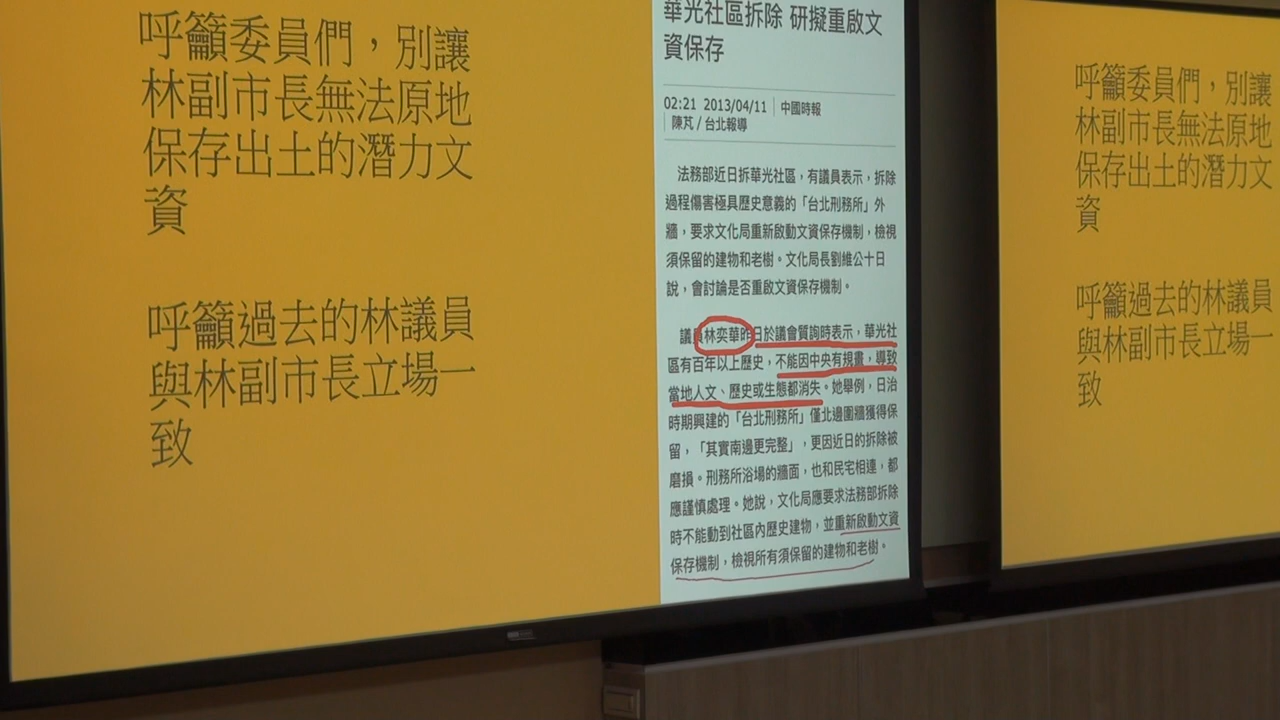 呼籲委員們，別讓
林副市長無法原地
保存出土的潛力文
資
呼籲過去的林議員
與林副市長立場一
致
華光社區拆除 研擬重啟文
資保存
02:21 2013/04/11 中國時報
陳芃 / 台北報導
法務部近日拆華光社區，有議員表示，拆除
過程傷害極具歷史意義的「台北刑務所」外
牆，要求文化局重新啟動文資保存機制，檢視
須保留的建物和老樹。文化局長劉維公十日
說，會討論是否重啟文資保存機制。
議員林奕華昨日於議會質詢時表示，華光社
區有百年以上歷史，不能因中央有規畫，導致
當地人文、歷史或生態都消失。她舉例，日治
時期興建的「台北刑務所」僅北邊圍牆獲得保
留，「其實南邊更完整」，更因近日的拆除被
磨損。刑務所浴場的牆面，也和民宅相連，都
應謹慎處理。她說，文化局應要求法務部拆除
時不能動到社區內歷史建物，並重新啟動文資
保存機制，檢視所有須保留的建物和老樹。
呼籲委員們，別讓
林副市長無法原地
保存出土的潛力文
資
呼籲過去的林議員
與林副市長立場一
致